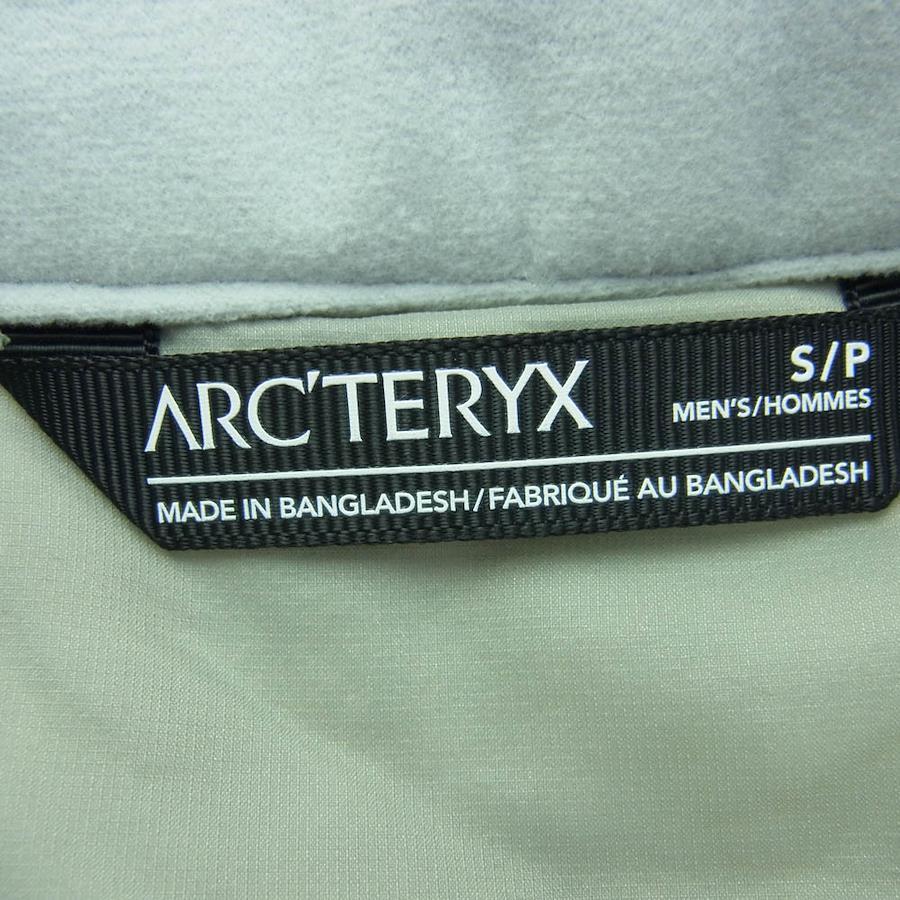 ARC'TERYX
S/P
MEN'S/HOMMES
MADE IN BANGLADESH/FABRIQUÉ AU BANGLADESH